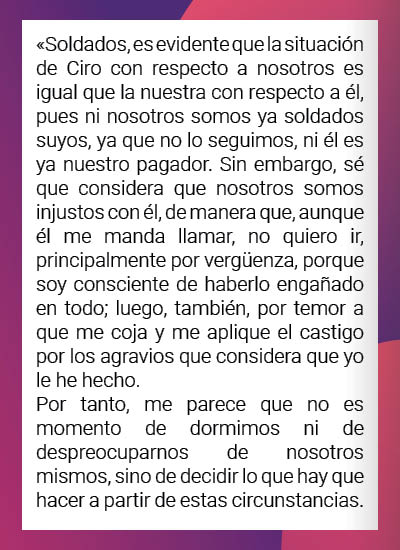 «Soldados, es evidente que la situación
de Ciro con respecto a nosotros es
igual que la nuestra con respecto a él,
pues ni nosotros somos ya soldados
suyos, ya que no lo seguimos, ni él es
ya nuestro pagador. Sin embargo, sé
que considera que nosotros somos
injustos con él, de manera que, aunque
él me manda llamar, no quiero ir,
principalmente por vergüenza, porque
soy consciente de haberlo engañado
en todo; luego, también, por temor a
que me coja y me aplique el castigo
por los agravios que considera que yo
le he hecho.
Por tanto, me parece que no es
momento de dormimos ni de
despreocuparnos de nosotros
mismos, sino de decidir lo que hay que
hacer a partir de estas circunstancias.